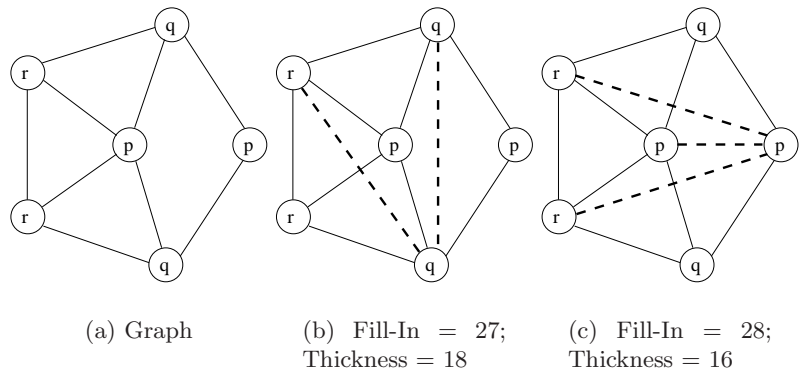 q
r
p
p
r
q
q
r
p
p
r
q
q
r
p
p
r
q
(a) Graph
(b) Fill-In = 27;
Thickness = 18
(c) Fill-In = 28;
Thickness = 16